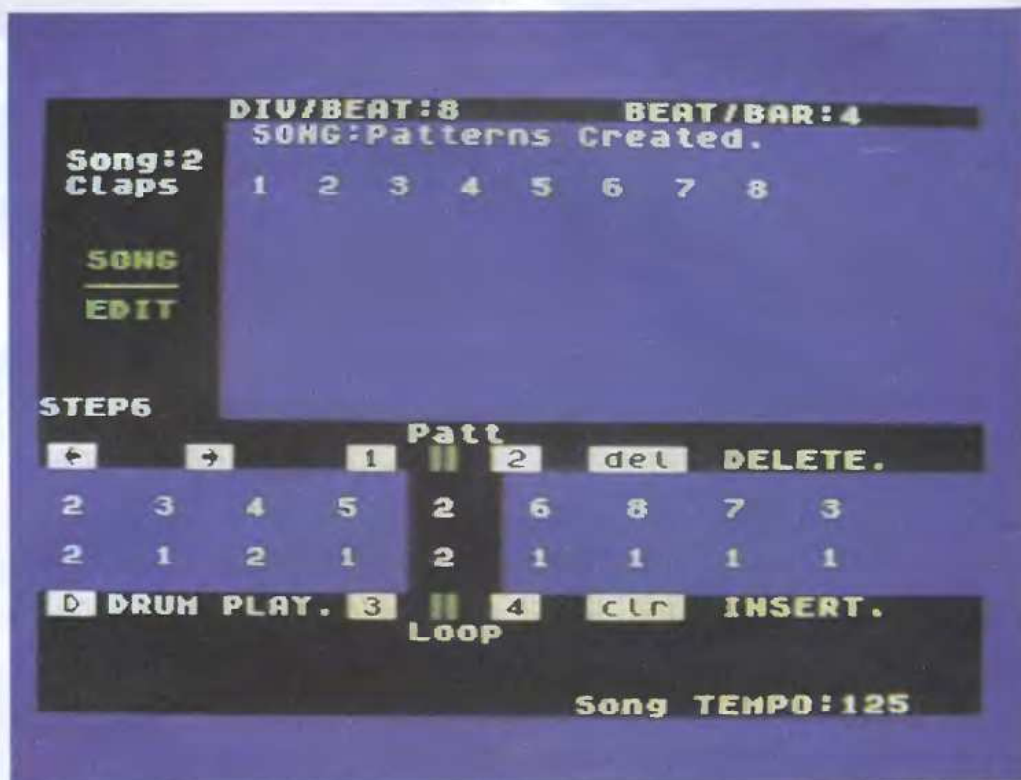 DIV/BEAT:8 BEAT/BAR:4
SONG:Patterns Created.
Song:2
Claps 1 2 3 4 5 6 7 8
SONG
EDIT
STEP6
Patt
← → 1 2 del DELETE.
2 3 4 5 2 6 8 7 3
2 1 2 1 2 1 1 1 1
D DRUM PLAY. 3 4 clr INSERT.
Loop
Song TEMPO:125